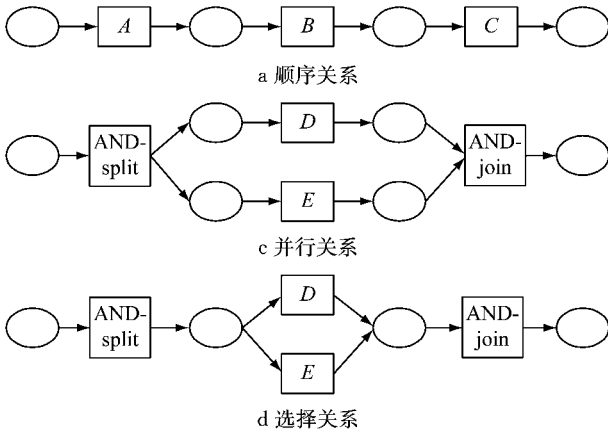 A B C
a 顺序关系
D
AND-
split
AND-
join
E
c 并行关系
D
AND-
split
AND-
join
E
d 选择关系